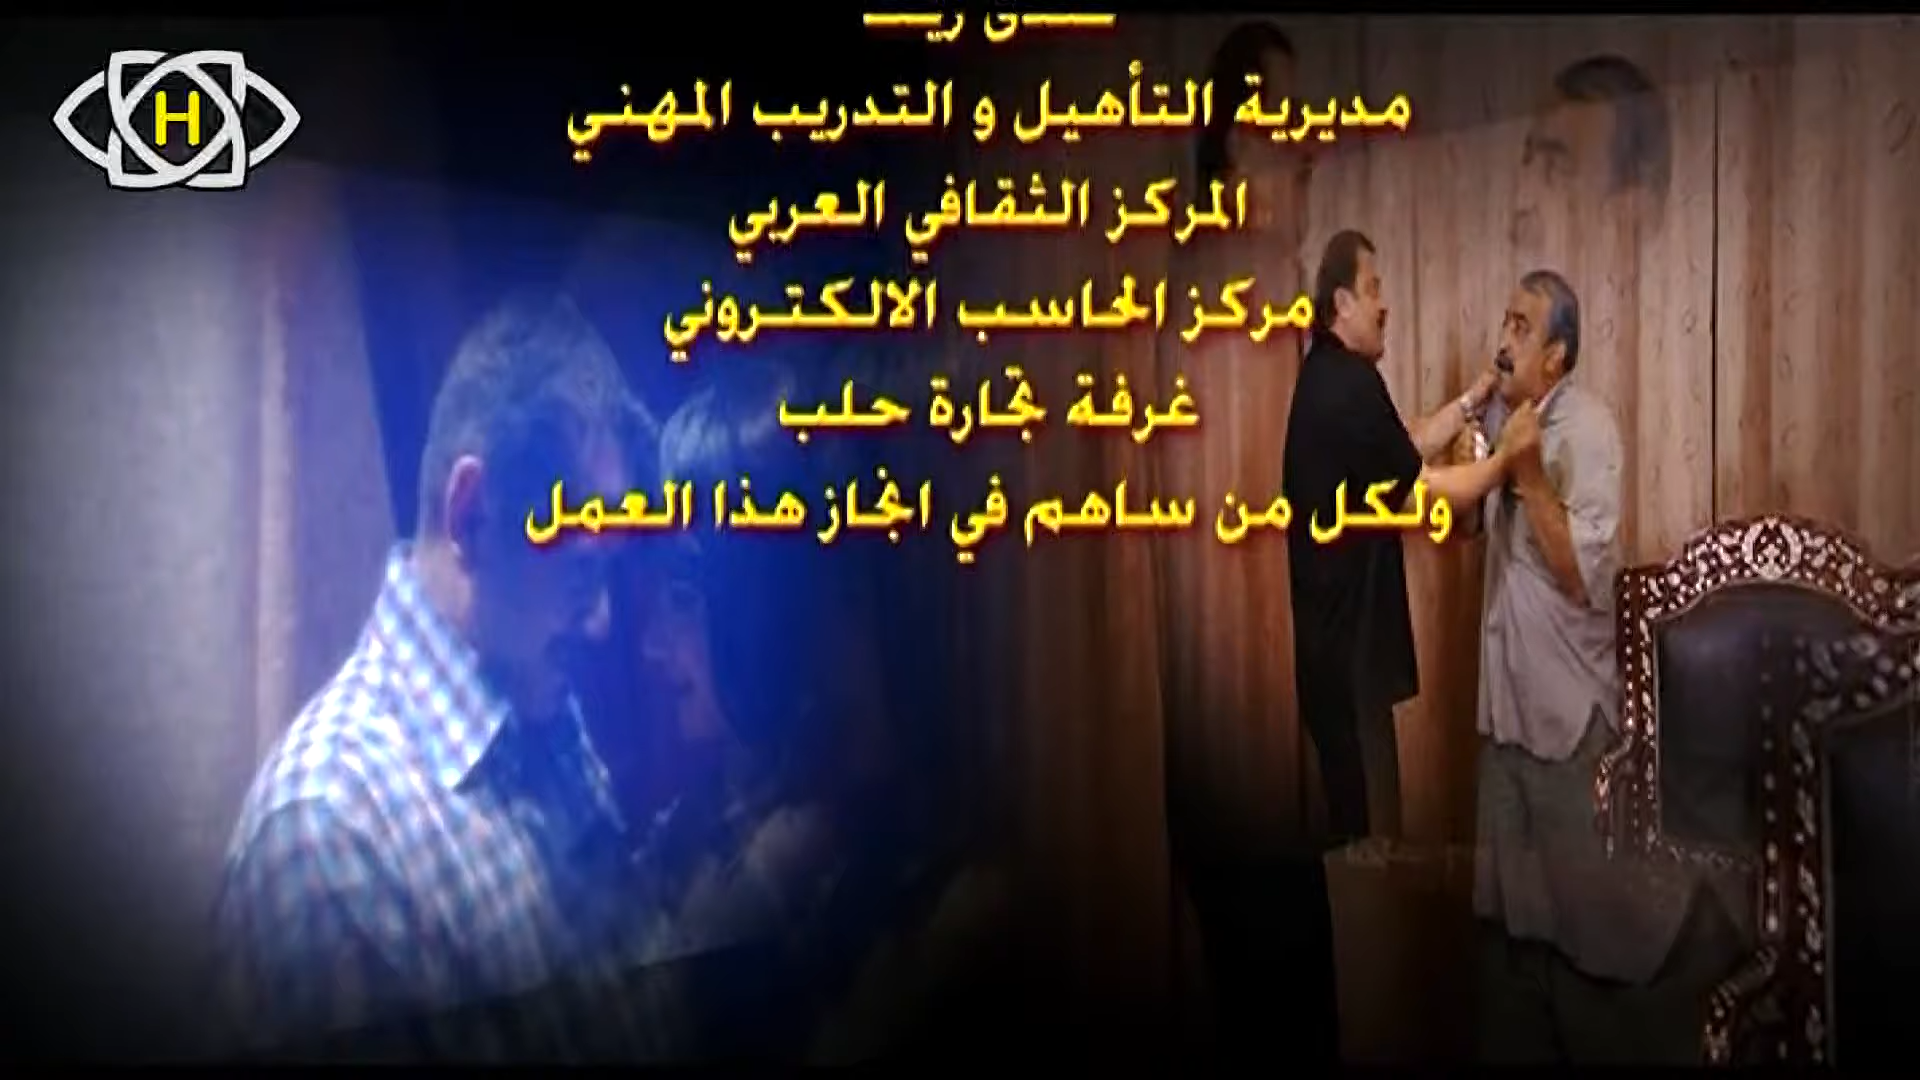 مديرية التأهيل و التدريب المهني
المركز الثقافي العربي
مركز الحاسب الالكتروني
غرفة تجارة حلب
ولكل من ساهم في انجاز هذا العمل
H